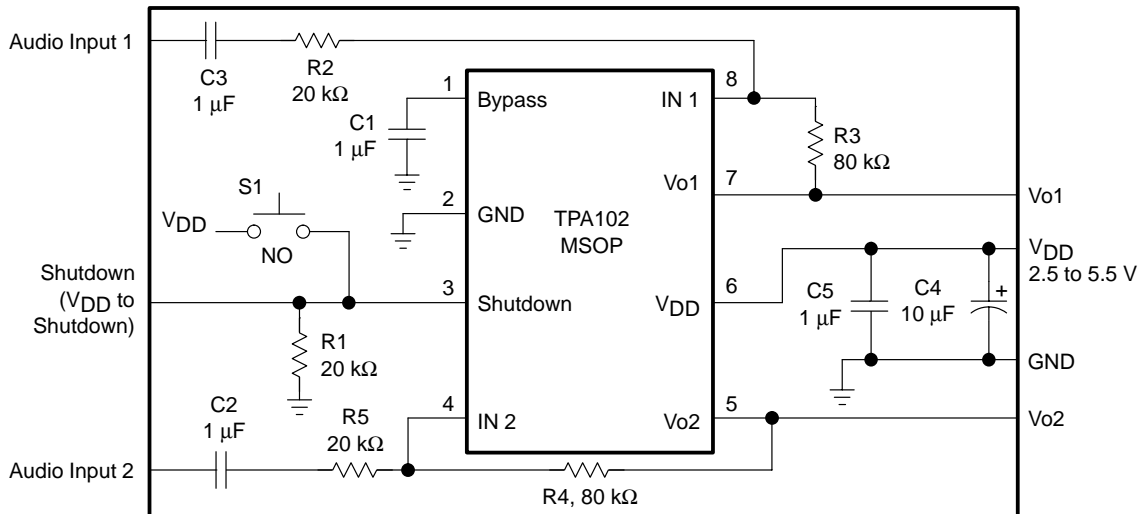 Audio Input 1
C3
1 μF
R2
20 kΩ
1
Bypass
8
IN 1
C1
1 μF
R3
80 kΩ
Vo1
7
Vo1
S1
VDD
NO
2
GND
TPA102
MSOP
VDD
2.5 to 5.5 V
Shutdown
(VDD to
Shutdown)
3
Shutdown
VDD
6
C5
1 μF
C4
10 μF
+
R1
20 kΩ
GND
C2
1 μF
R5
20 kΩ
4
IN 2
Vo2
5
Vo2
Audio Input 2
R4, 80 kΩ